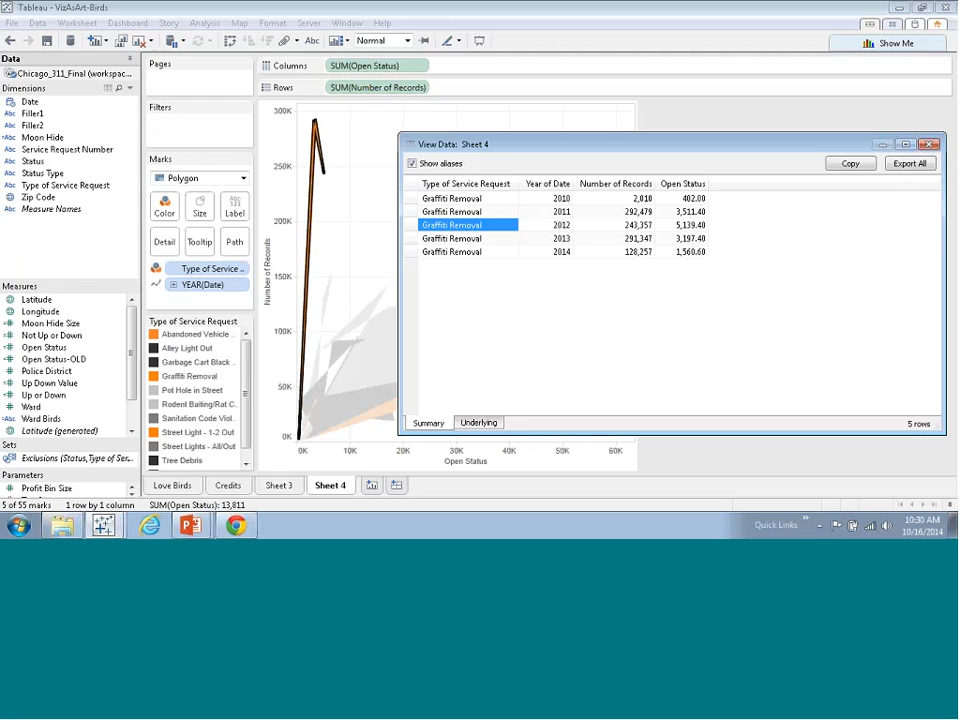 Tableau - VizAsArt-Birds
File Data Worksheet Dashboard Story Analysis Map Format Server Window Help
Abc Normal Show Me
Data
Chicago_311_Final (workspac...
Dimensions
Date
Abc Filler1
Abc Filler2
=Abc Moon Hide
Abc Service Request Number
Abc Status
Abc Status Type
Abc Type of Service Request
Zip Code
Abc Measure Names
Measures
Latitude
Longitude
=# Moon Hide Size
=# Not Up or Down
=# Open Status
=# Open Status-OLD
# Police District
=# Up Down Value
=# Up or Down
# Ward
=Abc Ward Birds
Latitude (generated)
Sets
Exclusions (Status,Type of Ser...
Parameters
# Profit Bin Size
Pages
Filters
Marks
Polygon
Color Size Abc 123 Label
Detail Tooltip Path
Type of Service ..
YEAR(Date)
Type of Service Request
Abandoned Vehicle ..
Alley Light Out
Garbage Cart Black ..
Graffiti Removal
Pot Hole in Street
Rodent Baiting/Rat C..
Sanitation Code Viol..
Street Light - 1-2 Out
Street Lights - All/Out
Tree Debris
Columns SUM(Open Status)
Rows SUM(Number of Records)
Number of Records
300K
250K
200K
150K
100K
50K
0K
0K 10K 20K 30K 40K 50K 60K
Open Status
View Data: Sheet 4
Show aliases Copy Export All
Type of Service Request Year of Date Number of Records Open Status
Graffiti Removal 2010 2,010 402.00
Graffiti Removal 2011 292,479 3,511.40
Graffiti Removal 2012 243,357 5,139.40
Graffiti Removal 2013 291,347 3,197.40
Graffiti Removal 2014 128,257 1,560.60
Summary Underlying 5 rows
Love Birds Credits Sheet 3 Sheet 4
5 of 55 marks 1 row by 1 column SUM(Open Status): 13,811
Quick Links » 10:30 AM
10/16/2014